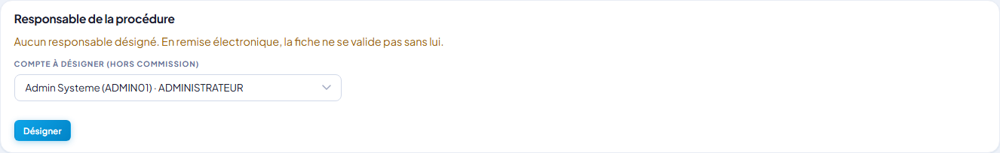 Responsable de la procédure
Aucun responsable désigné. En remise électronique, la fiche ne se valide pas sans lui.
COMPTE À DÉSIGNER (HORS COMMISSION)
Admin Systeme (ADMIN01) · ADMINISTRATEUR
Désigner